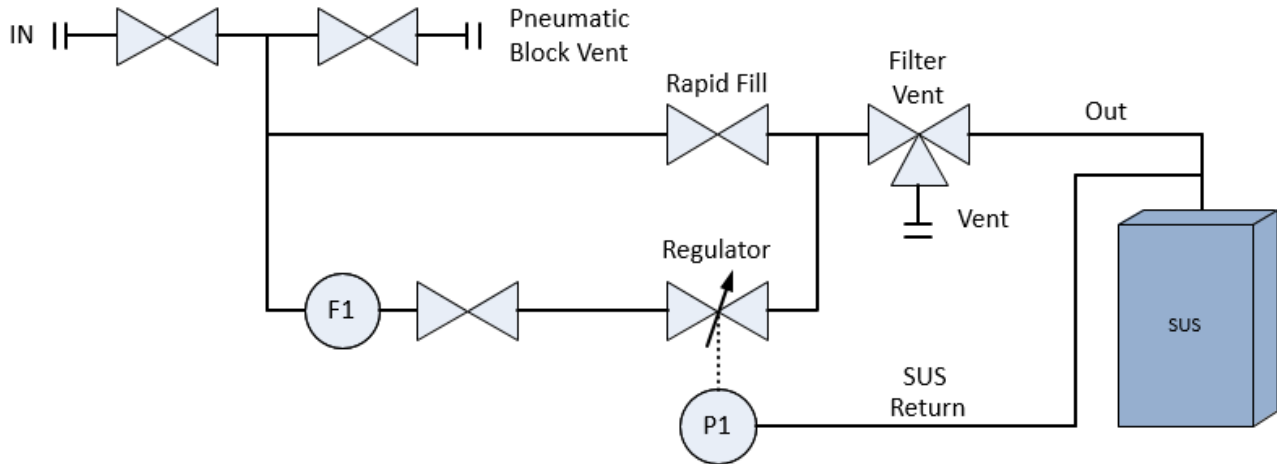 IN
Pneumatic
Block Vent
Rapid Fill
Filter
Vent
Out
Vent
Regulator
F1
SUS
SUS
Return
P1